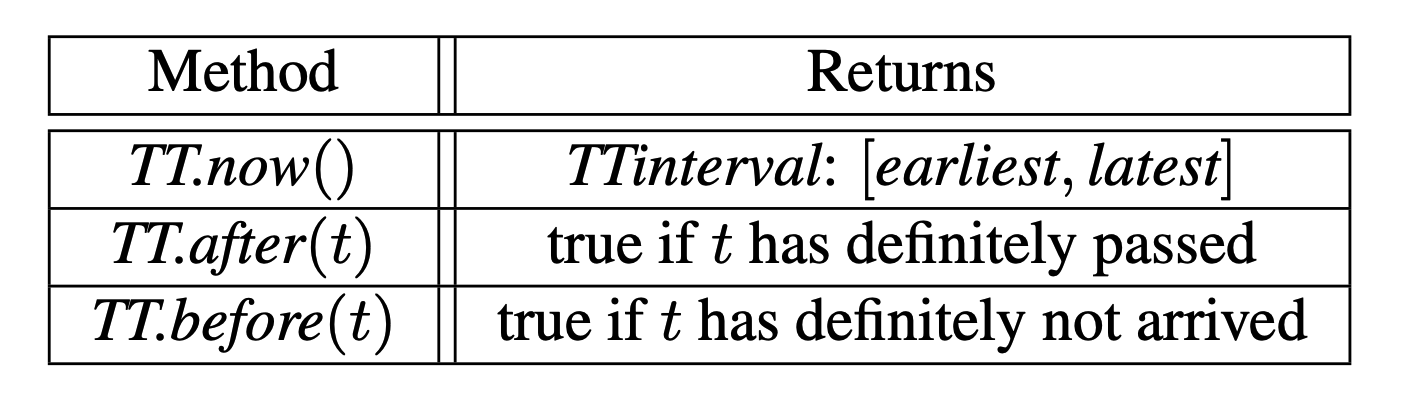 Method Returns
TT.now() TTinterval: [earliest, latest]
TT.after(t) true if t has definitely passed
TT.before(t) true if t has definitely not arrived